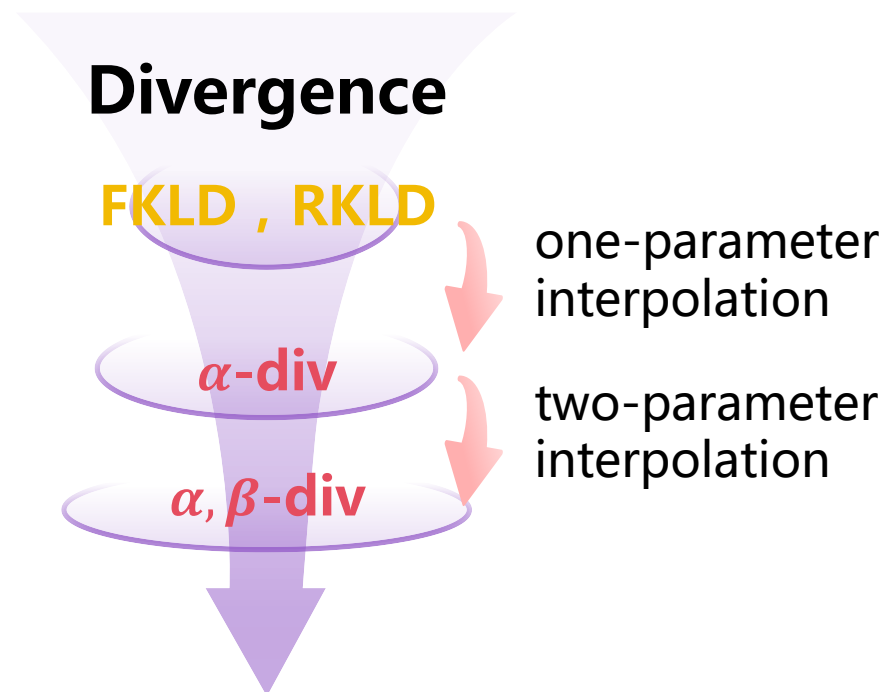 Divergence
FKLD , RKLD
one-parameter
interpolation
α-div
two-parameter
interpolation
α, β-div